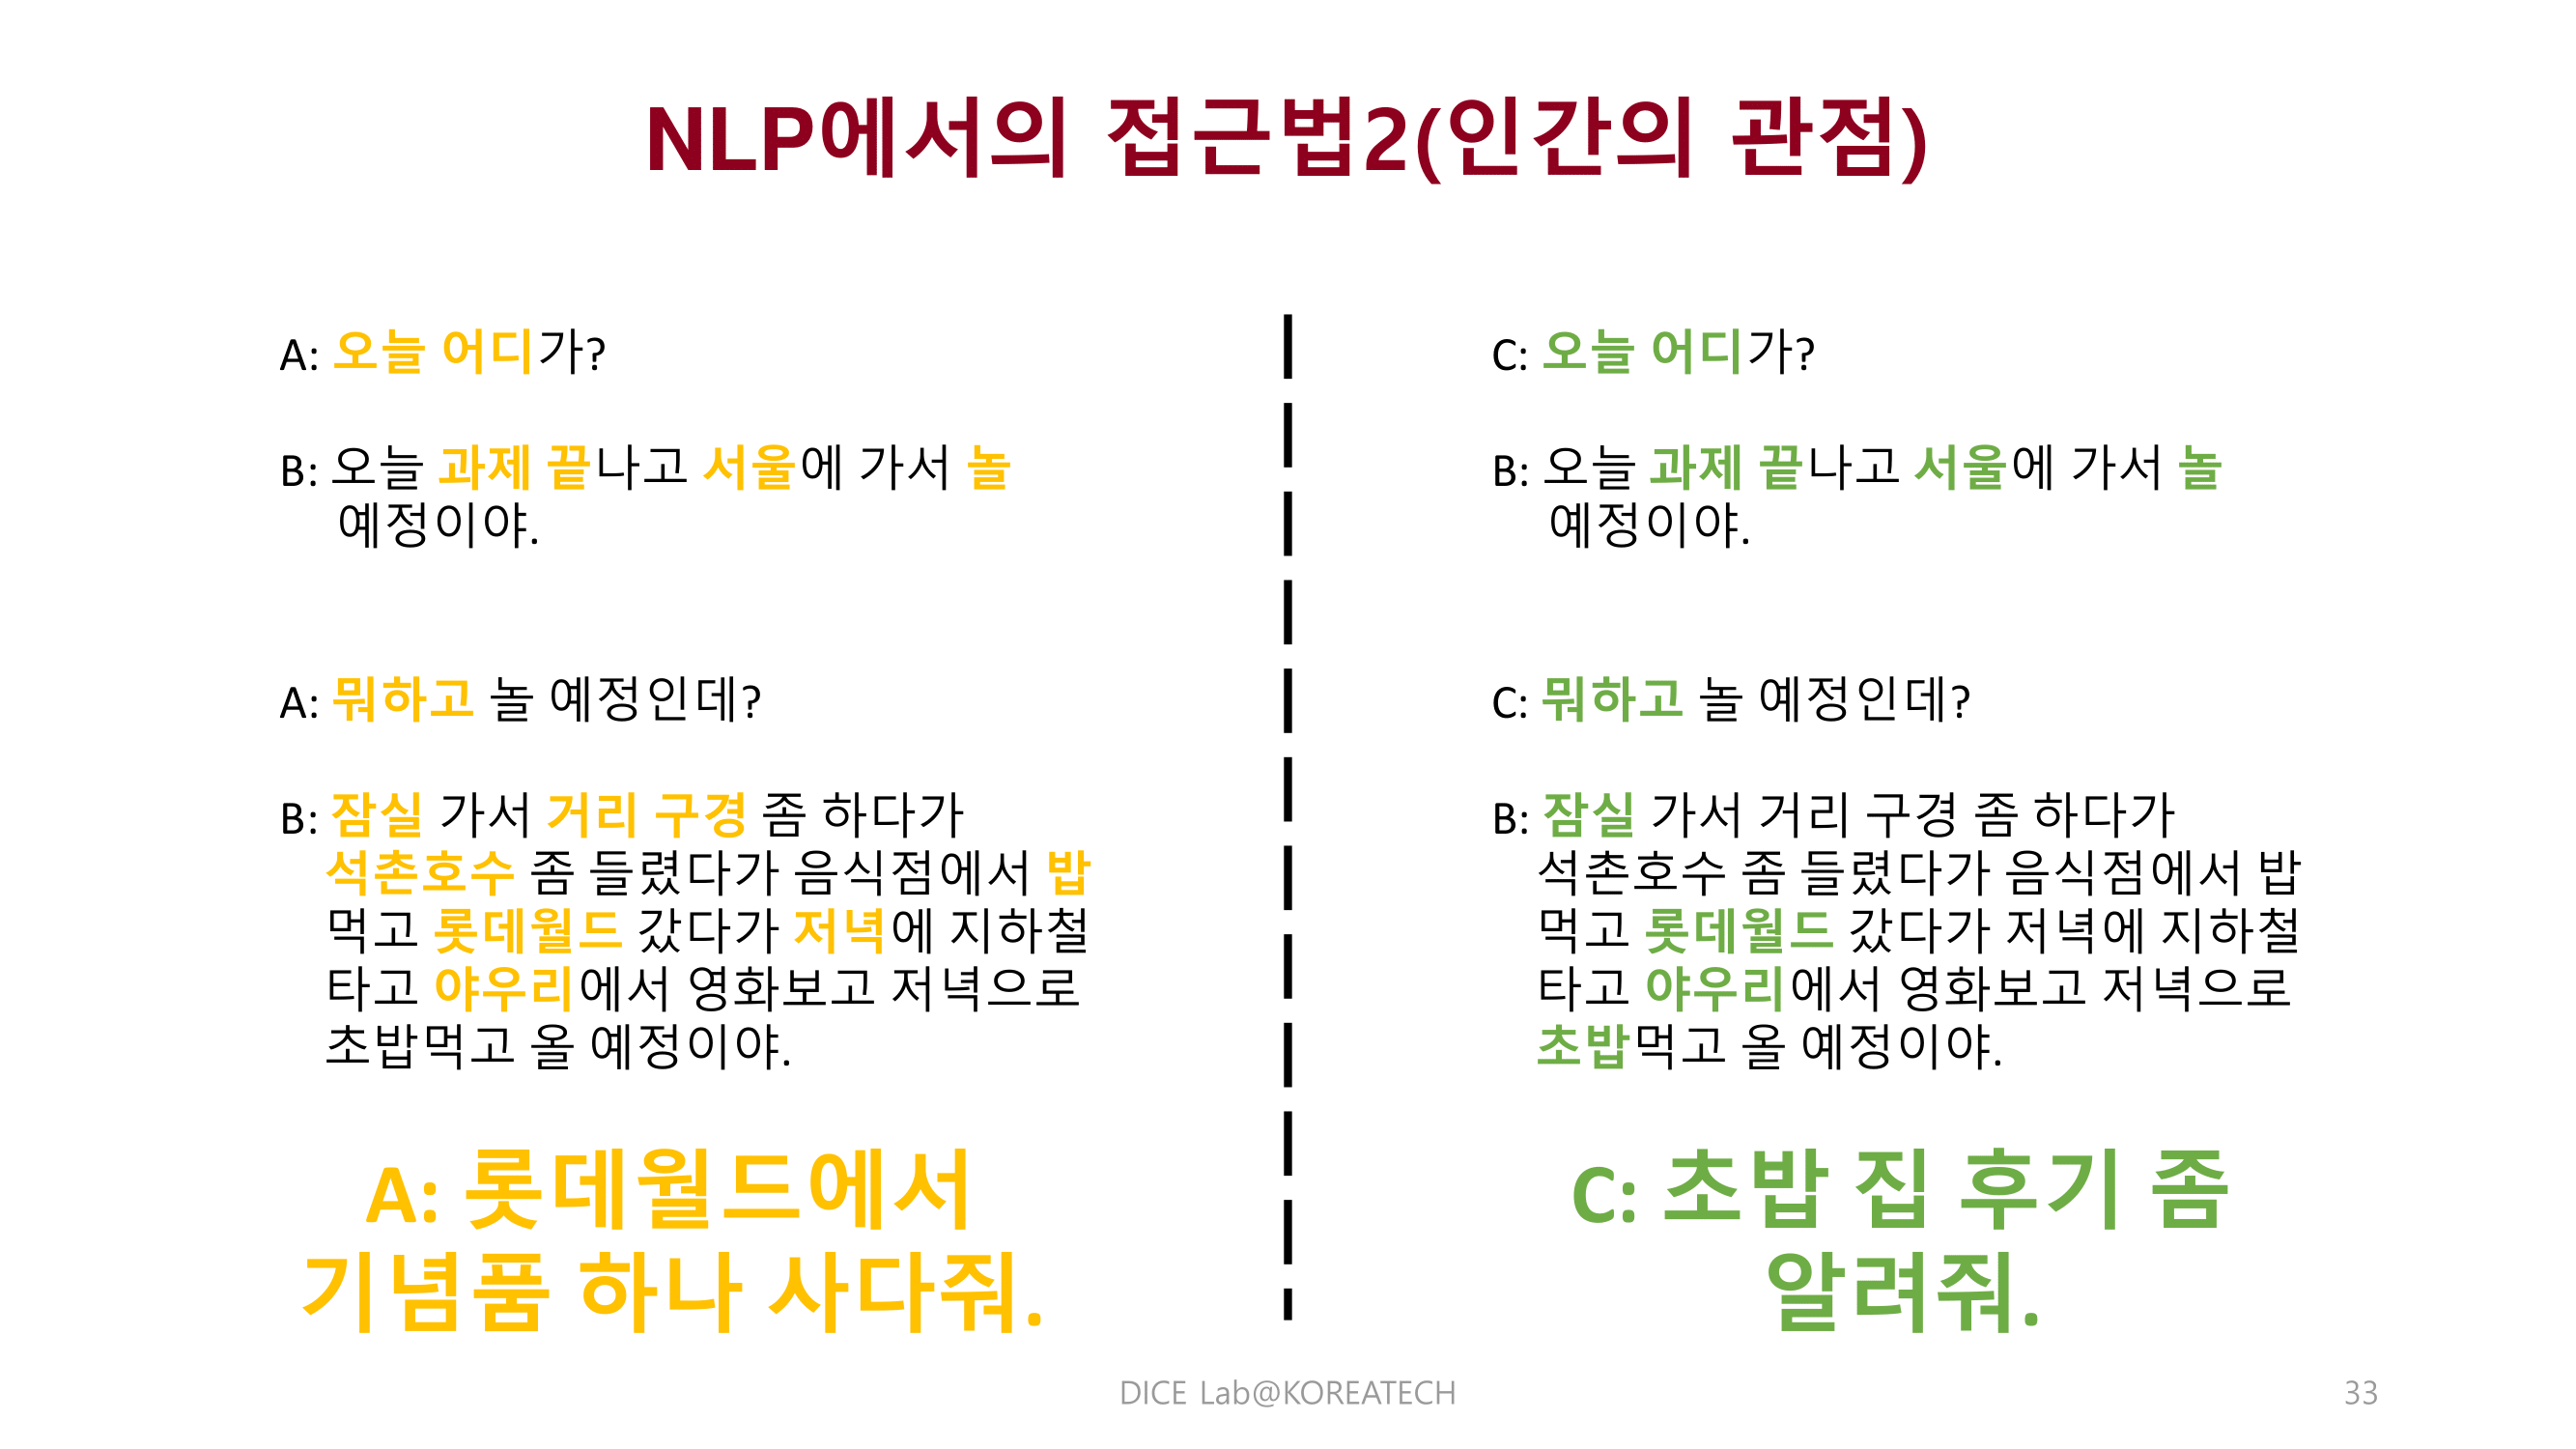 NLP에서의 접근법2(인간의 관점)
A: 오늘 어디가?
B: 오늘 과제 끝나고 서울에 가서 놀
예정이야.
A: 뭐하고 놀 예정인데?
B: 잠실 가서 거리 구경 좀 하다가
석촌호수 좀 들렸다가 음식점에서 밥
먹고 롯데월드 갔다가 저녁에 지하철
타고 야우리에서 영화보고 저녁으로
초밥먹고 올 예정이야.
A: 롯데월드에서
기념품 하나 사다줘.
C: 오늘 어디가?
B: 오늘 과제 끝나고 서울에 가서 놀
예정이야.
C: 뭐하고 놀 예정인데?
B: 잠실 가서 거리 구경 좀 하다가
석촌호수 좀 들렸다가 음식점에서 밥
먹고 롯데월드 갔다가 저녁에 지하철
타고 야우리에서 영화보고 저녁으로
초밥먹고 올 예정이야.
C: 초밥 집 후기 좀
알려줘.
DICE Lab@KOREATECH
33